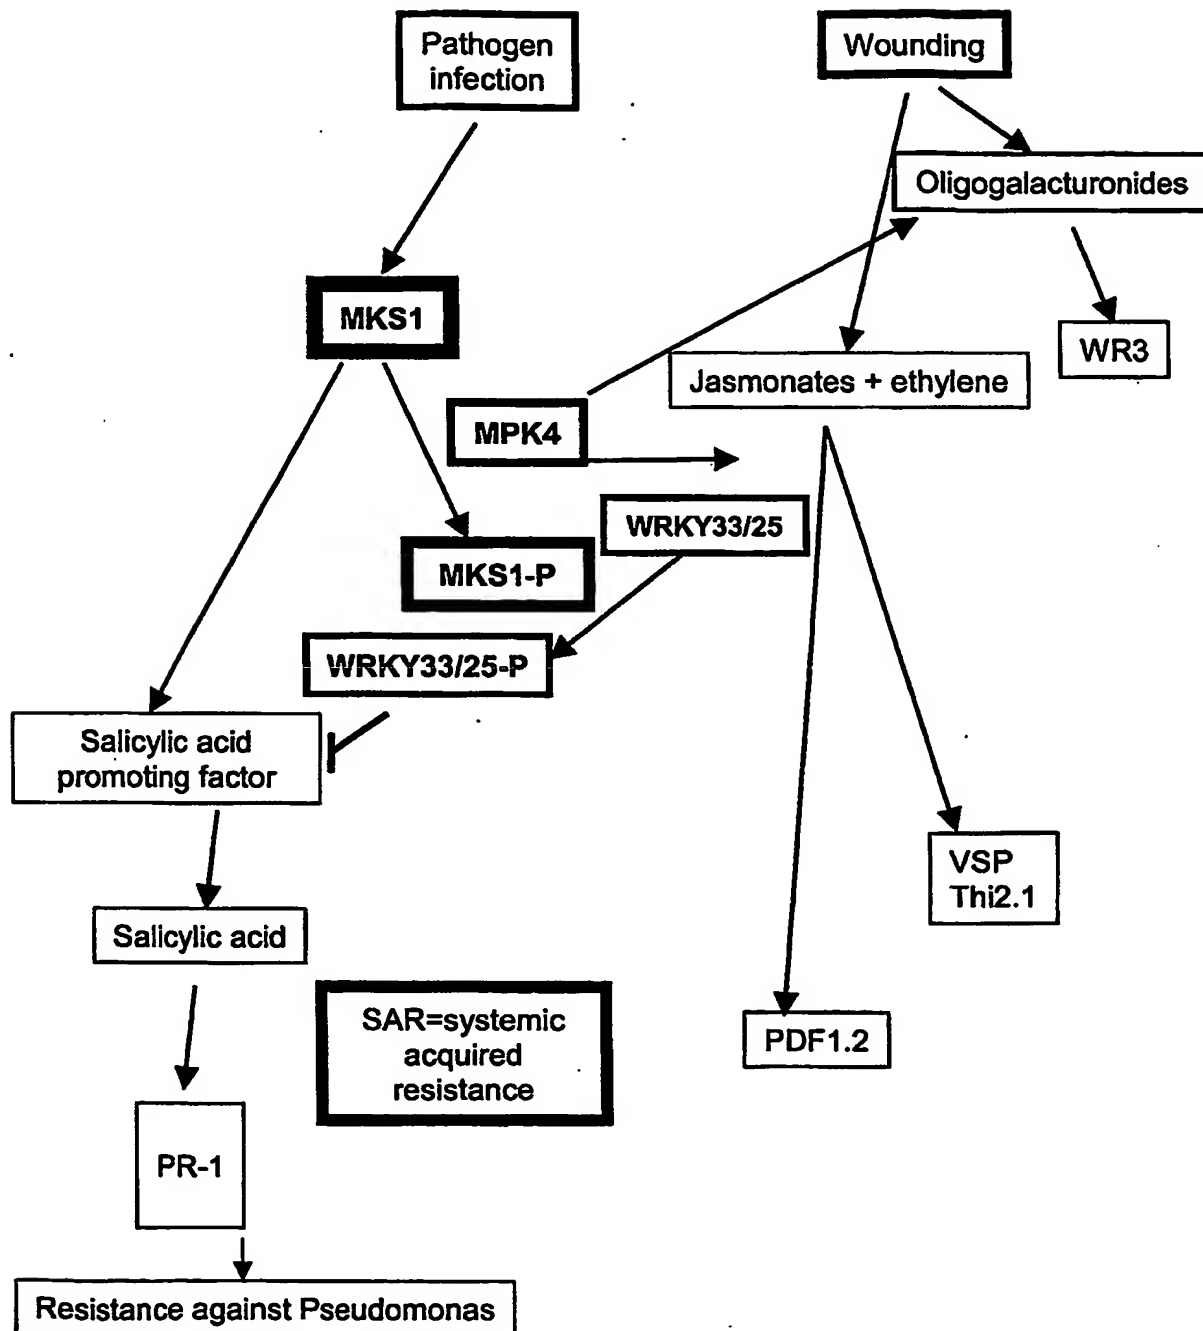 Pathogen
infection
Wounding
Oligogalacturonides
MKS1
WR3
Jasmonates + ethylene
MPK4
WRKY33/25
MKS1-P
WRKY33/25-P
Salicylic acid
promoting factor
VSP
Thi2.1
Salicylic acid
SAR=systemic
acquired
resistance
PDF1.2
PR-1
Resistance against Pseudomonas